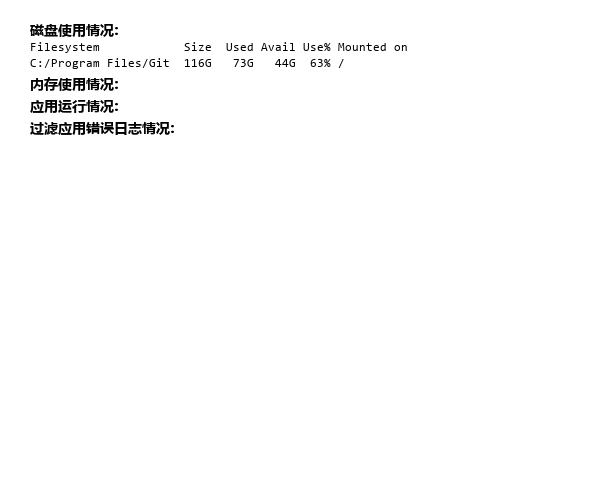 磁盘使用情况:
Filesystem            Size  Used Avail Use% Mounted on
C:/Program Files/Git  116G   73G   44G  63% /
内存使用情况:
应用运行情况:
过滤应用错误日志情况: